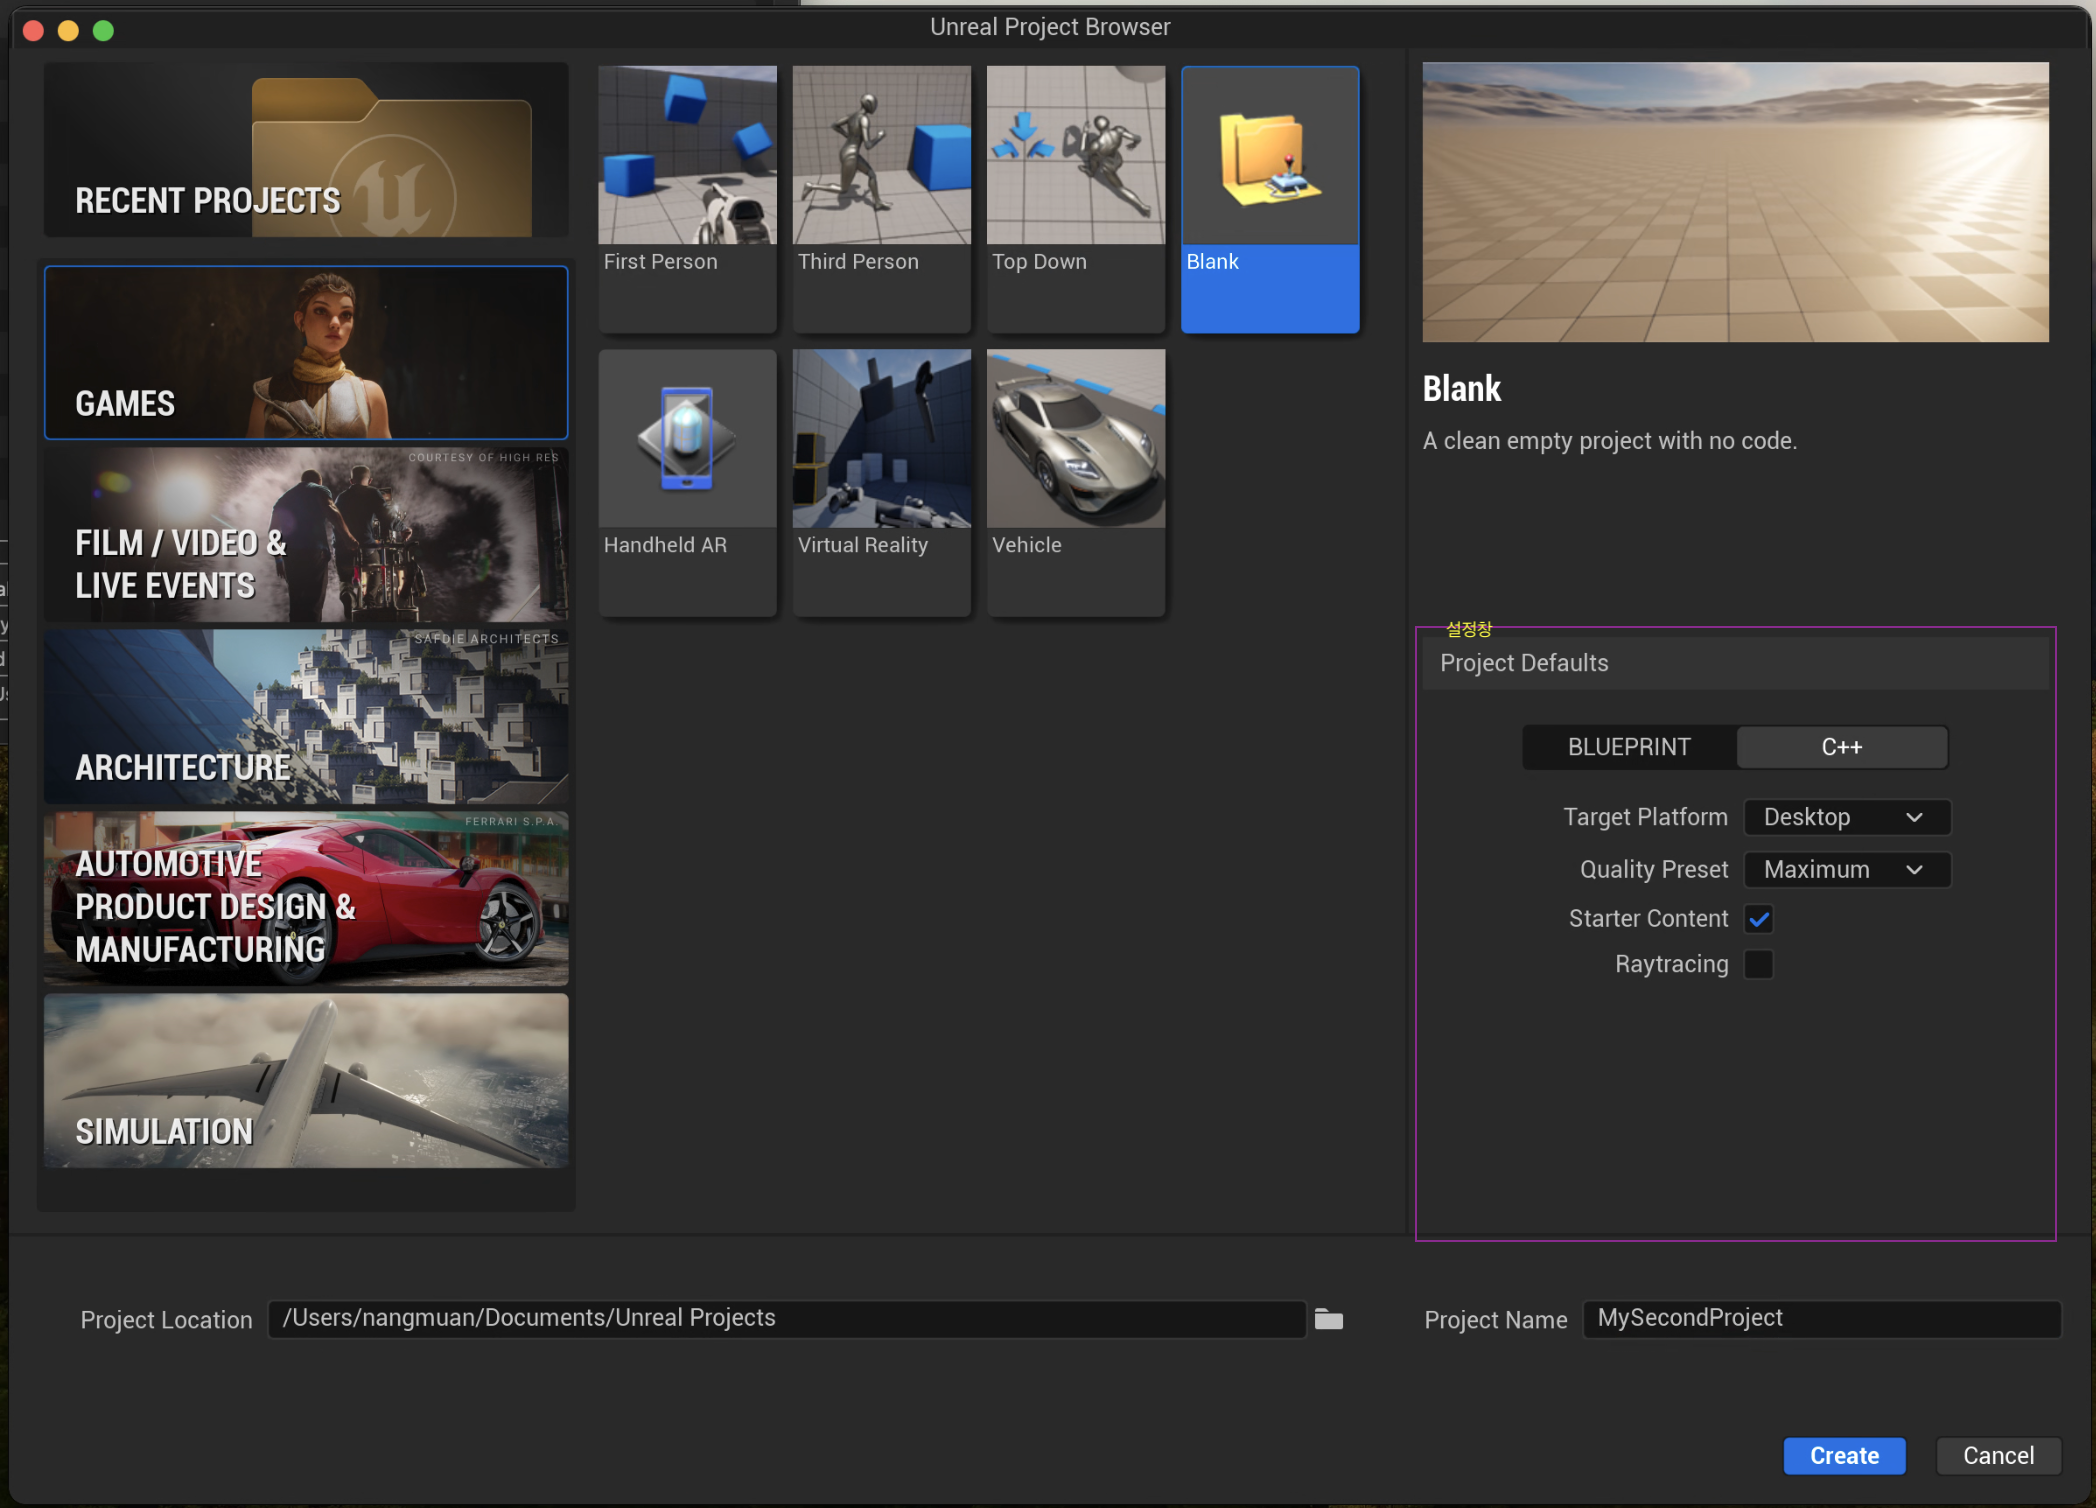 Unreal Project Browser
RECENT PROJECTS
GAMES
COURTESY OF HIGH RES
FILM / VIDEO &
LIVE EVENTS
SAFDIE ARCHITECTS
ARCHITECTURE
FERRARI S.P.A.
AUTOMOTIVE
PRODUCT DESIGN &
MANUFACTURING
SIMULATION
First Person
Third Person
Top Down
Blank
Handheld AR
Virtual Reality
Vehicle
Blank
A clean empty project with no code.
설정창
Project Defaults
BLUEPRINT
C++
Target Platform Desktop
Quality Preset Maximum
Starter Content
Raytracing
Project Location /Users/nangmuan/Documents/Unreal Projects
Project Name MySecondProject
Create
Cancel